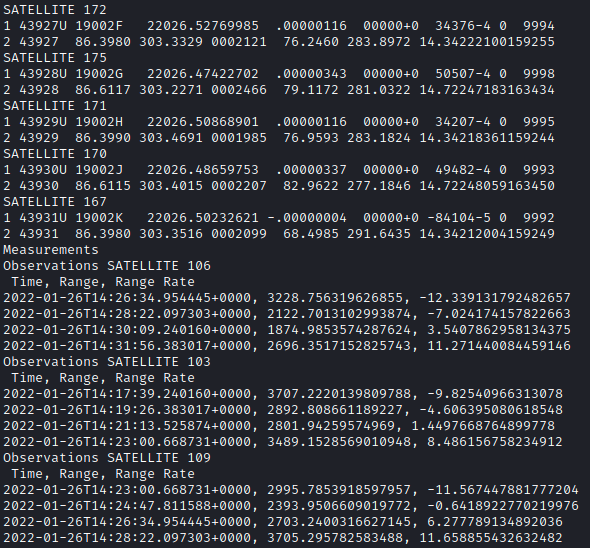 SATELLITE 172
1 43927U 19002F   22026.52769985  .00000116  00000+0  34376-4 0  9994
2 43927  86.3980 303.3329 0002121  76.2460 283.8972 14.34222100159255
SATELLITE 175
1 43928U 19002G   22026.47422702  .00000343  00000+0  50507-4 0  9998
2 43928  86.6117 303.2271 0002466  79.1172 281.0322 14.72247183163434
SATELLITE 171
1 43929U 19002H   22026.50868901  .00000116  00000+0  34207-4 0  9995
2 43929  86.3990 303.4691 0001985  76.9593 283.1824 14.34218361159244
SATELLITE 170
1 43930U 19002J   22026.48659753  .00000337  00000+0  49482-4 0  9993
2 43930  86.6115 303.4015 0002207  82.9622 277.1846 14.72248059163450
SATELLITE 167
1 43931U 19002K   22026.50232621 -.00000004  00000+0 -84104-5 0  9992
2 43931  86.3980 303.3516 0002099  68.4985 291.6435 14.34212004159249
Measurements
Observations SATELLITE 106
 Time, Range, Range Rate
2022-01-26T14:26:34.954445+0000, 3228.756319626855, -12.339131792482657
2022-01-26T14:28:22.097303+0000, 2122.7013102993874, -7.024174157822663
2022-01-26T14:30:09.240160+0000, 1874.9853574287624, 3.5407862958134375
2022-01-26T14:31:56.383017+0000, 2696.3517152825743, 11.271440084459146
Observations SATELLITE 103
 Time, Range, Range Rate
2022-01-26T14:17:39.240160+0000, 3707.2220139809788, -9.82540966313078
2022-01-26T14:19:26.383017+0000, 2892.808661189227, -4.606395080618548
2022-01-26T14:21:13.525874+0000, 2801.94259574969, 1.4497668764899778
2022-01-26T14:23:00.668731+0000, 3489.1528569010948, 8.486156758234912
Observations SATELLITE 109
 Time, Range, Range Rate
2022-01-26T14:23:00.668731+0000, 2995.7853918597957, -11.567447881777204
2022-01-26T14:24:47.811588+0000, 2393.9506609019772, -0.6418922770219976
2022-01-26T14:26:34.954445+0000, 2703.2400316627145, 6.277789134892036
2022-01-26T14:28:22.097303+0000, 3705.295782583488, 11.658855432632482